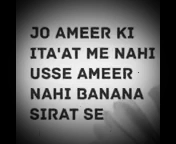 JO AMEER KI
ITA'AT ME NAHI
USSE AMEER
NAHI BANANA
SIRAT SE